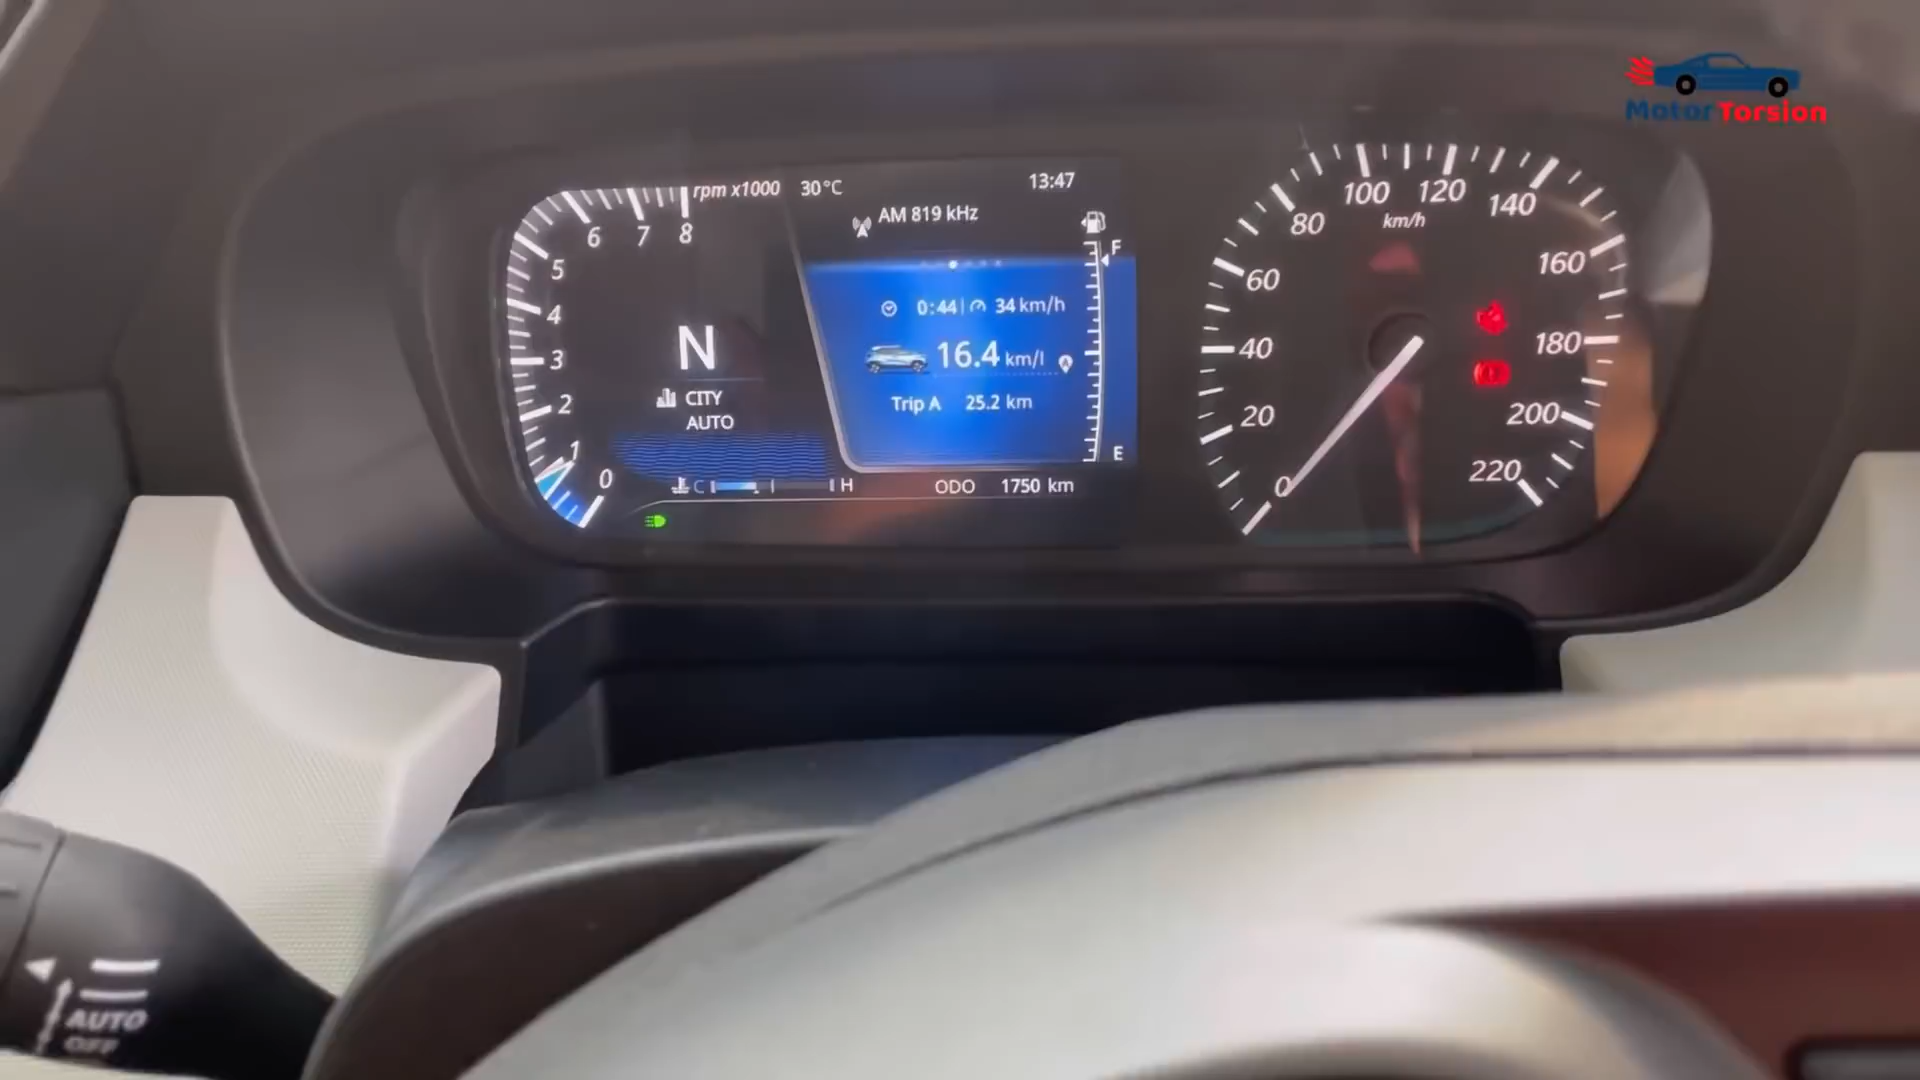 MotorTorsion
rpm x1000 30°C 13:47
AM 819 kHz
F
0:44 34 km/h
16.4 km/l
Trip A 25.2 km
E
N
CITY
AUTO
C H
ODO 1750 km
0
1
2
3
4
5
6
7
8
km/h
0
20
40
60
80
100
120
140
160
180
200
220
AUTO
OFF